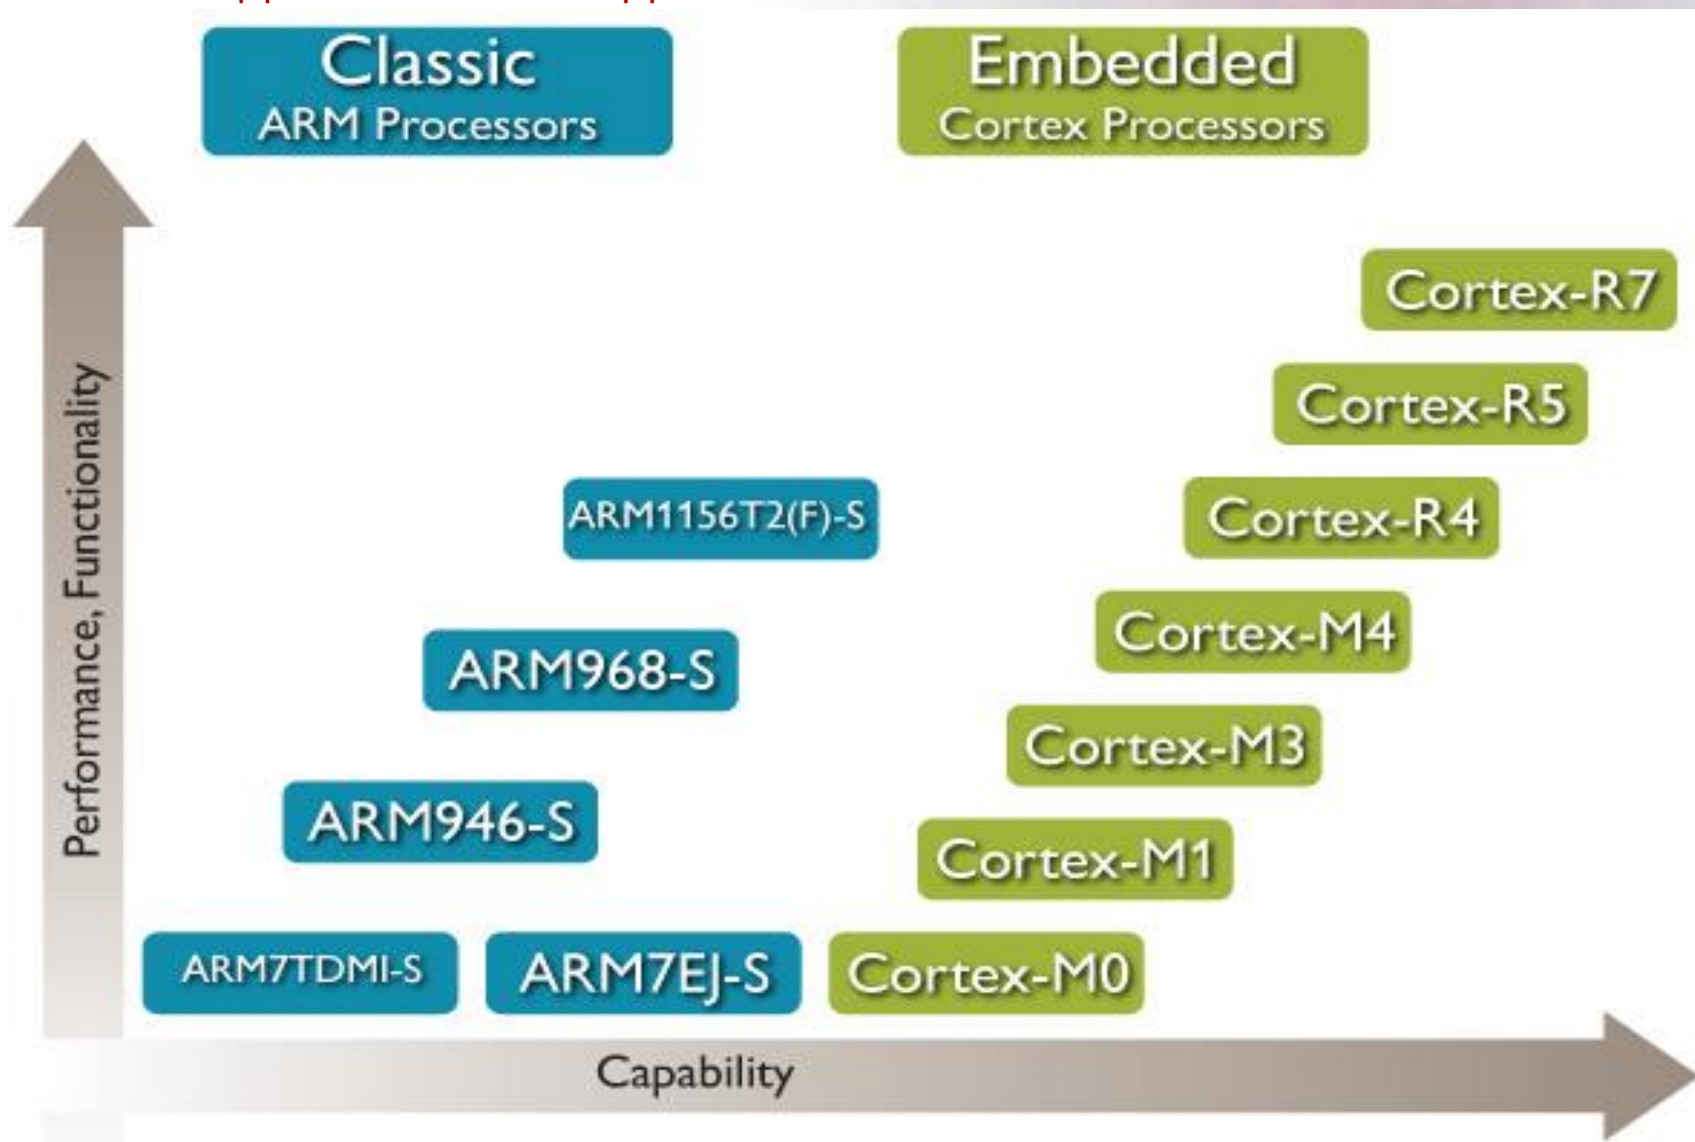 Classic
ARM Processors
Embedded
Cortex Processors
Cortex-R7
Cortex-R5
ARM1156T2(F)-S
Cortex-R4
Cortex-M4
ARM968-S
Cortex-M3
ARM946-S
Cortex-M1
ARM7TDMI-S
ARM7EJ-S
Cortex-M0
Performance, Functionality
Capability